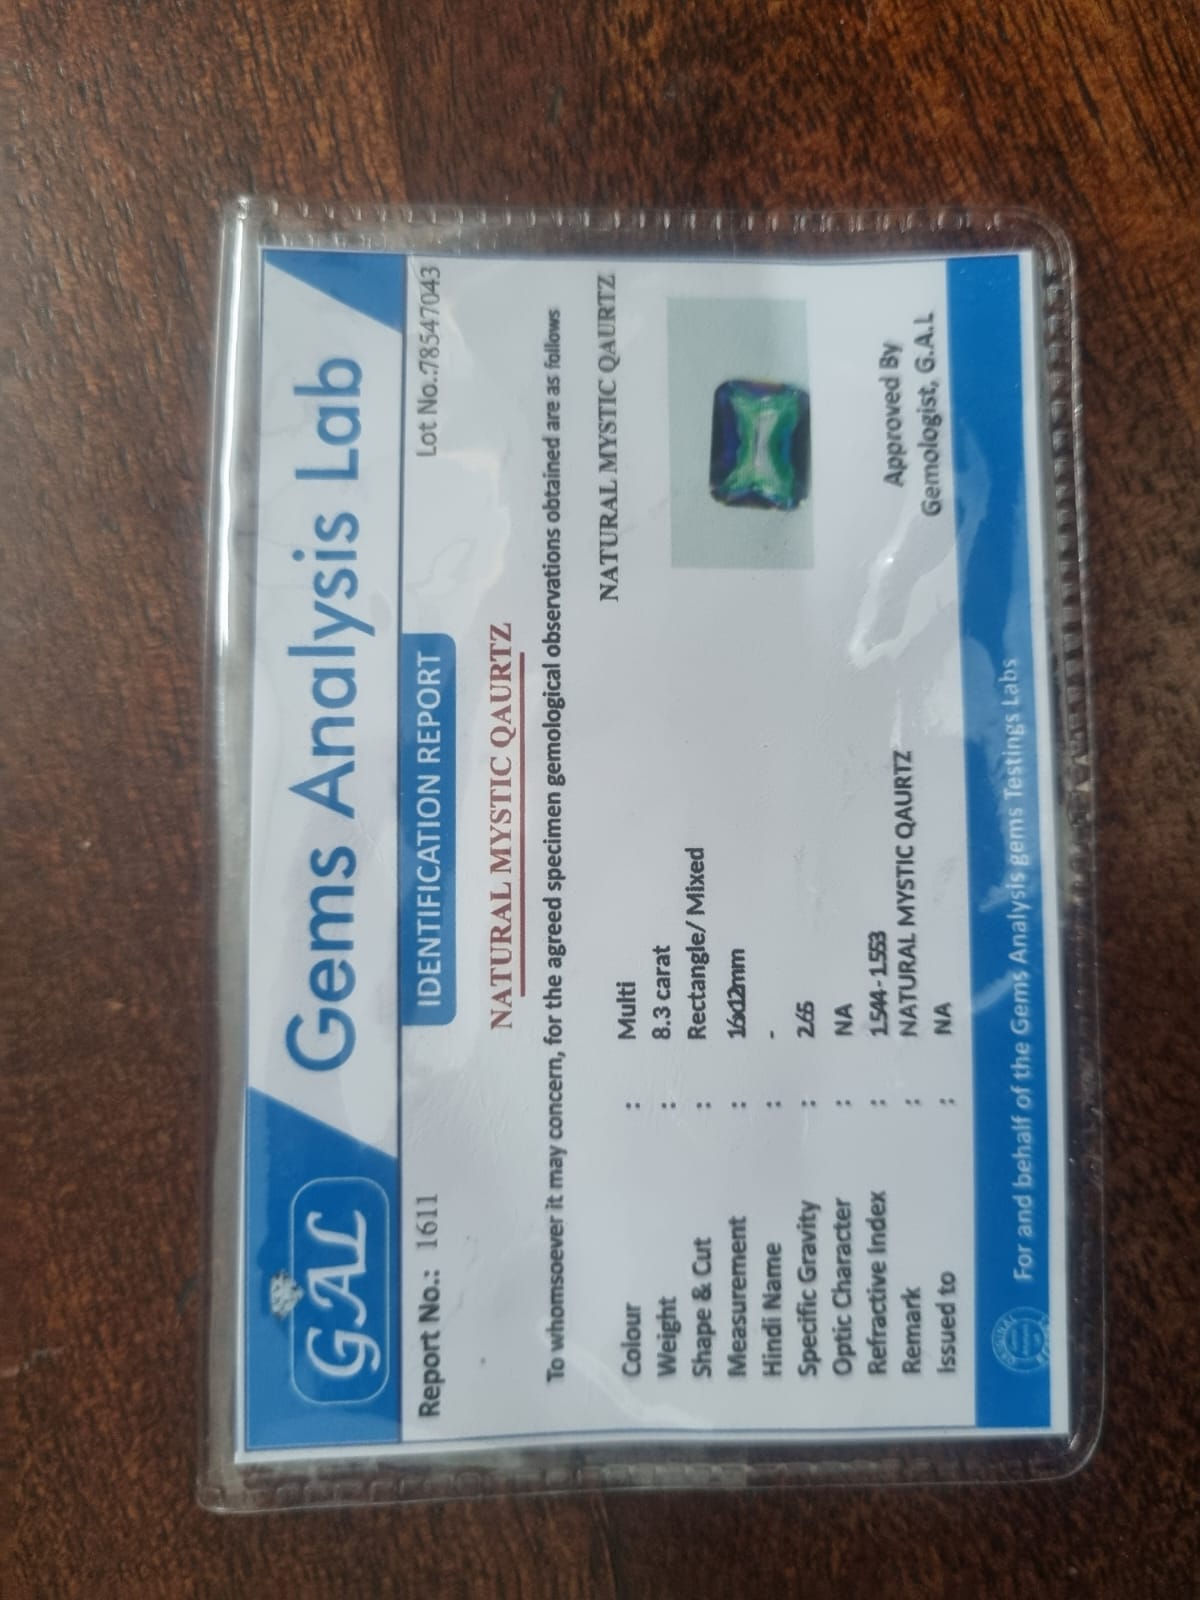 GAL
Gems Analysis Lab
Report No.: 1611
IDENTIFICATION REPORT
Lot No.:78547043
NATURAL MYSTIC QAURTZ
To whomsoever it may concern, for the agreed specimen gemological observations obtained are as follows
NATURAL MYSTIC QAURTZ
Colour : Multi
Weight : 8.3 carat
Shape & Cut : Rectangle/ Mixed
Measurement : 16x12mm
Hindi Name : -
Specific Gravity : 2.65
Optic Character : NA
Refractive Index : 1.544 - 1.553
Remark : NATURAL MYSTIC QAURTZ
Issued to : NA
Approved By
Gemologist, G.A.L
For and behalf of the Gems Analysis gems Testings Labs